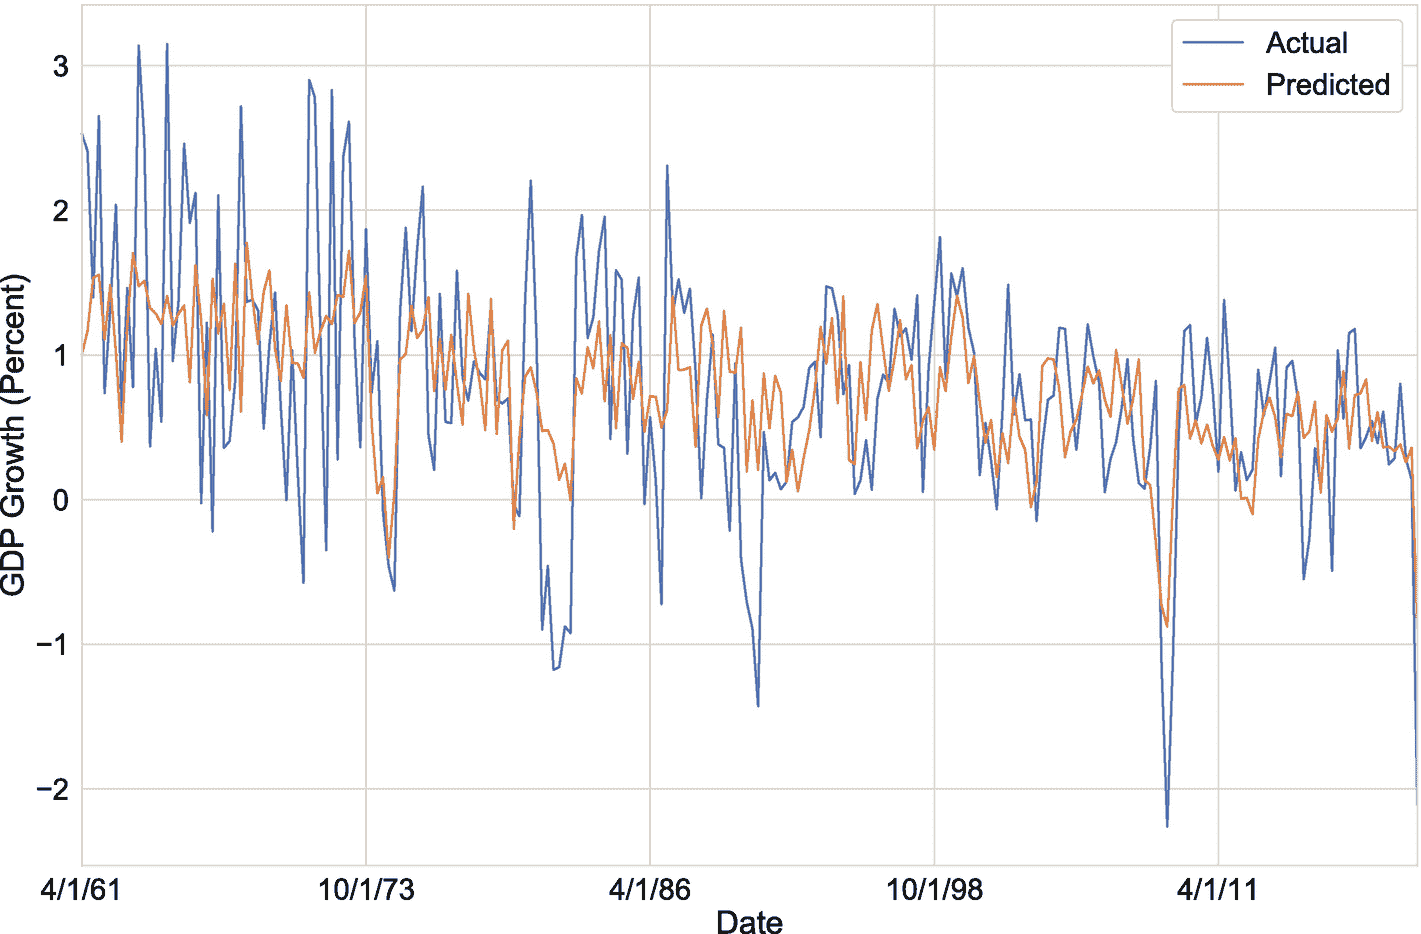 Actual
Predicted
GDP Growth (Percent)
3
2
1
0
−1
−2
4/1/61
10/1/73
4/1/86
10/1/98
4/1/11
Date